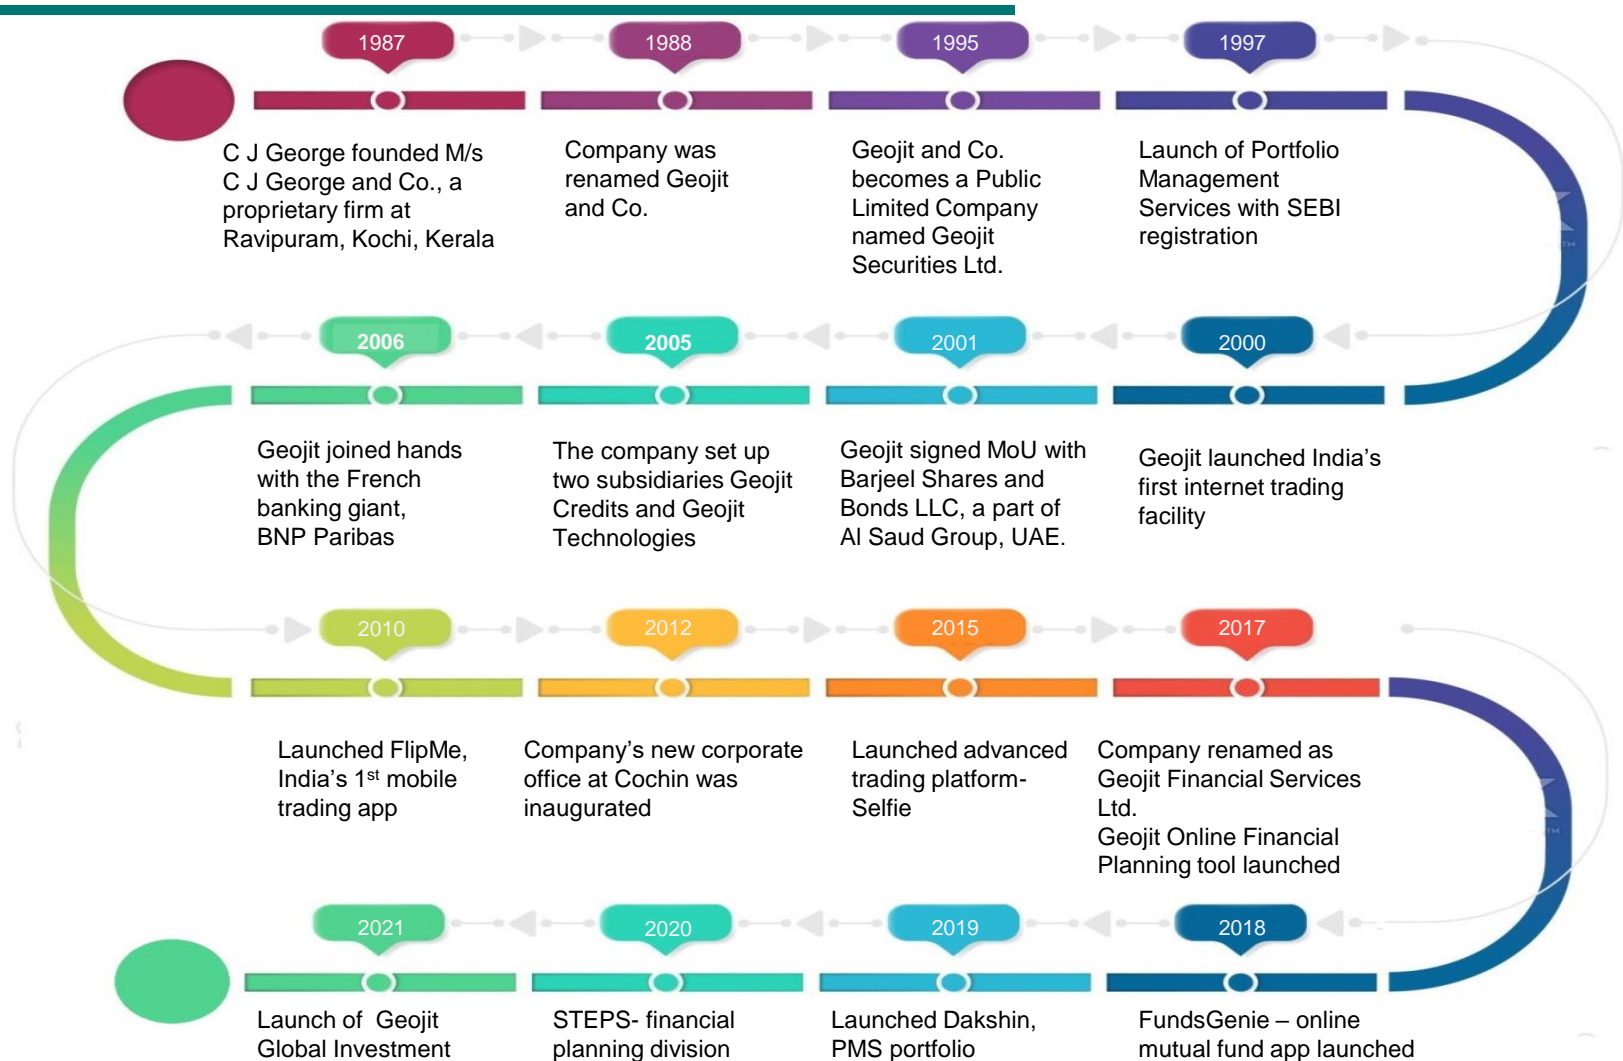 1987
C J George founded M/s
C J George and Co., a
proprietary firm at
Ravipuram, Kochi, Kerala
1988
Company was
renamed Geojit
and Co.
1995
Geojit and Co.
becomes a Public
Limited Company
named Geojit
Securities Ltd.
1997
Launch of Portfolio
Management
Services with SEBI
registration
2000
Geojit launched India’s
first internet trading
facility
2001
Geojit signed MoU with
Barjeel Shares and
Bonds LLC, a part of
Al Saud Group, UAE.
2005
The company set up
two subsidiaries Geojit
Credits and Geojit
Technologies
2006
Geojit joined hands
with the French
banking giant,
BNP Paribas
2010
Launched FlipMe,
India’s 1st mobile
trading app
2012
Company’s new corporate
office at Cochin was
inaugurated
2015
Launched advanced
trading platform-
Selfie
2017
Company renamed as
Geojit Financial Services
Ltd.
Geojit Online Financial
Planning tool launched
2018
FundsGenie – online
mutual fund app launched
2019
Launched Dakshin,
PMS portfolio
2020
STEPS- financial
planning division
2021
Launch of Geojit
Global Investment